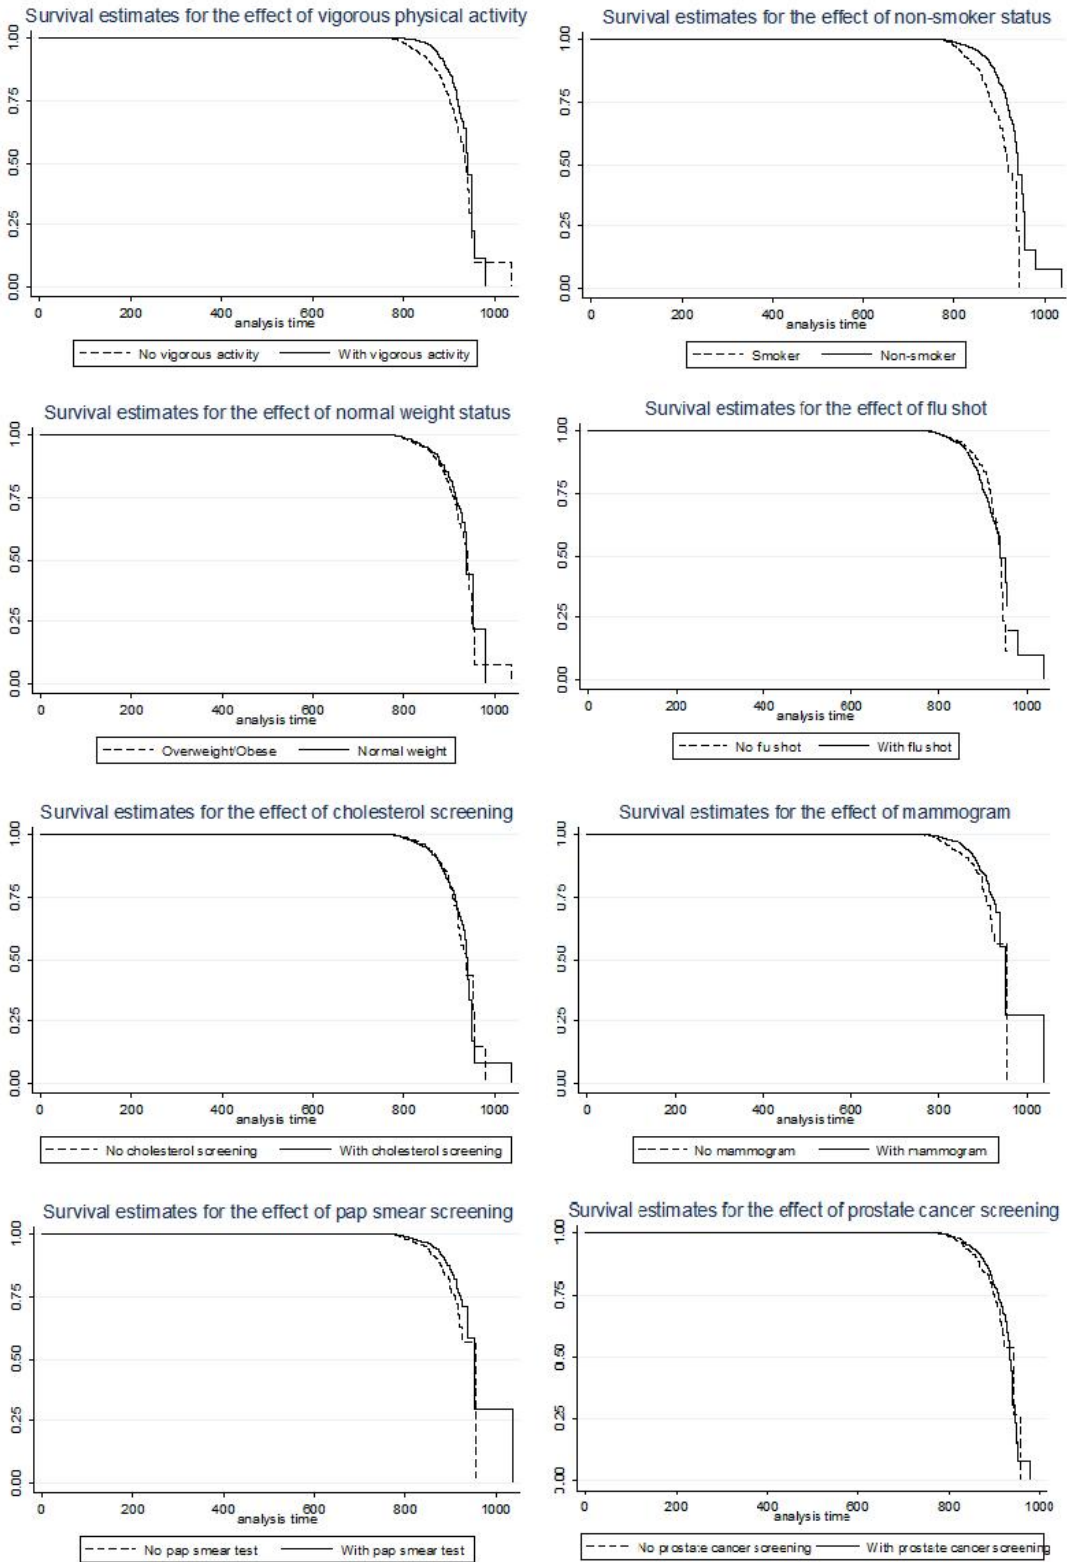 Survival estimates for the effect of vigorous physical activity
1.00
0.75
0.50
0.25
0.00
0 200 400 600 800 1000
analysis time
No vigorous activity With vigorous activity
Survival estimates for the effect of non-smoker status
1.00
0.75
0.50
0.25
0.00
0 200 400 600 800 1000
analysis time
Smoker Non-smoker
Survival estimates for the effect of normal weight status
1.00
0.75
0.50
0.25
0.00
0 200 400 600 800 1000
analysis time
Overweight/Obese Normal weight
Survival estimates for the effect of flu shot
1.00
0.75
0.50
0.25
0.00
0 200 400 600 800 1000
analysis time
No flu shot With flu shot
Survival estimates for the effect of cholesterol screening
1.00
0.75
0.50
0.25
0.00
0 200 400 600 800 1000
analysis time
No cholesterol screening With cholesterol screening
Survival estimates for the effect of mammogram
1.00
0.75
0.50
0.25
0.00
0 200 400 600 800 1000
analysis time
No mammogram With mammogram
Survival estimates for the effect of pap smear screening
1.00
0.75
0.50
0.25
0.00
0 200 400 600 800 1000
analysis time
No pap smear test With pap smear test
Survival estimates for the effect of prostate cancer screening
1.00
0.75
0.50
0.25
0.00
0 200 400 600 800 1000
analysis time
No prostate cancer screening With prostate cancer screening